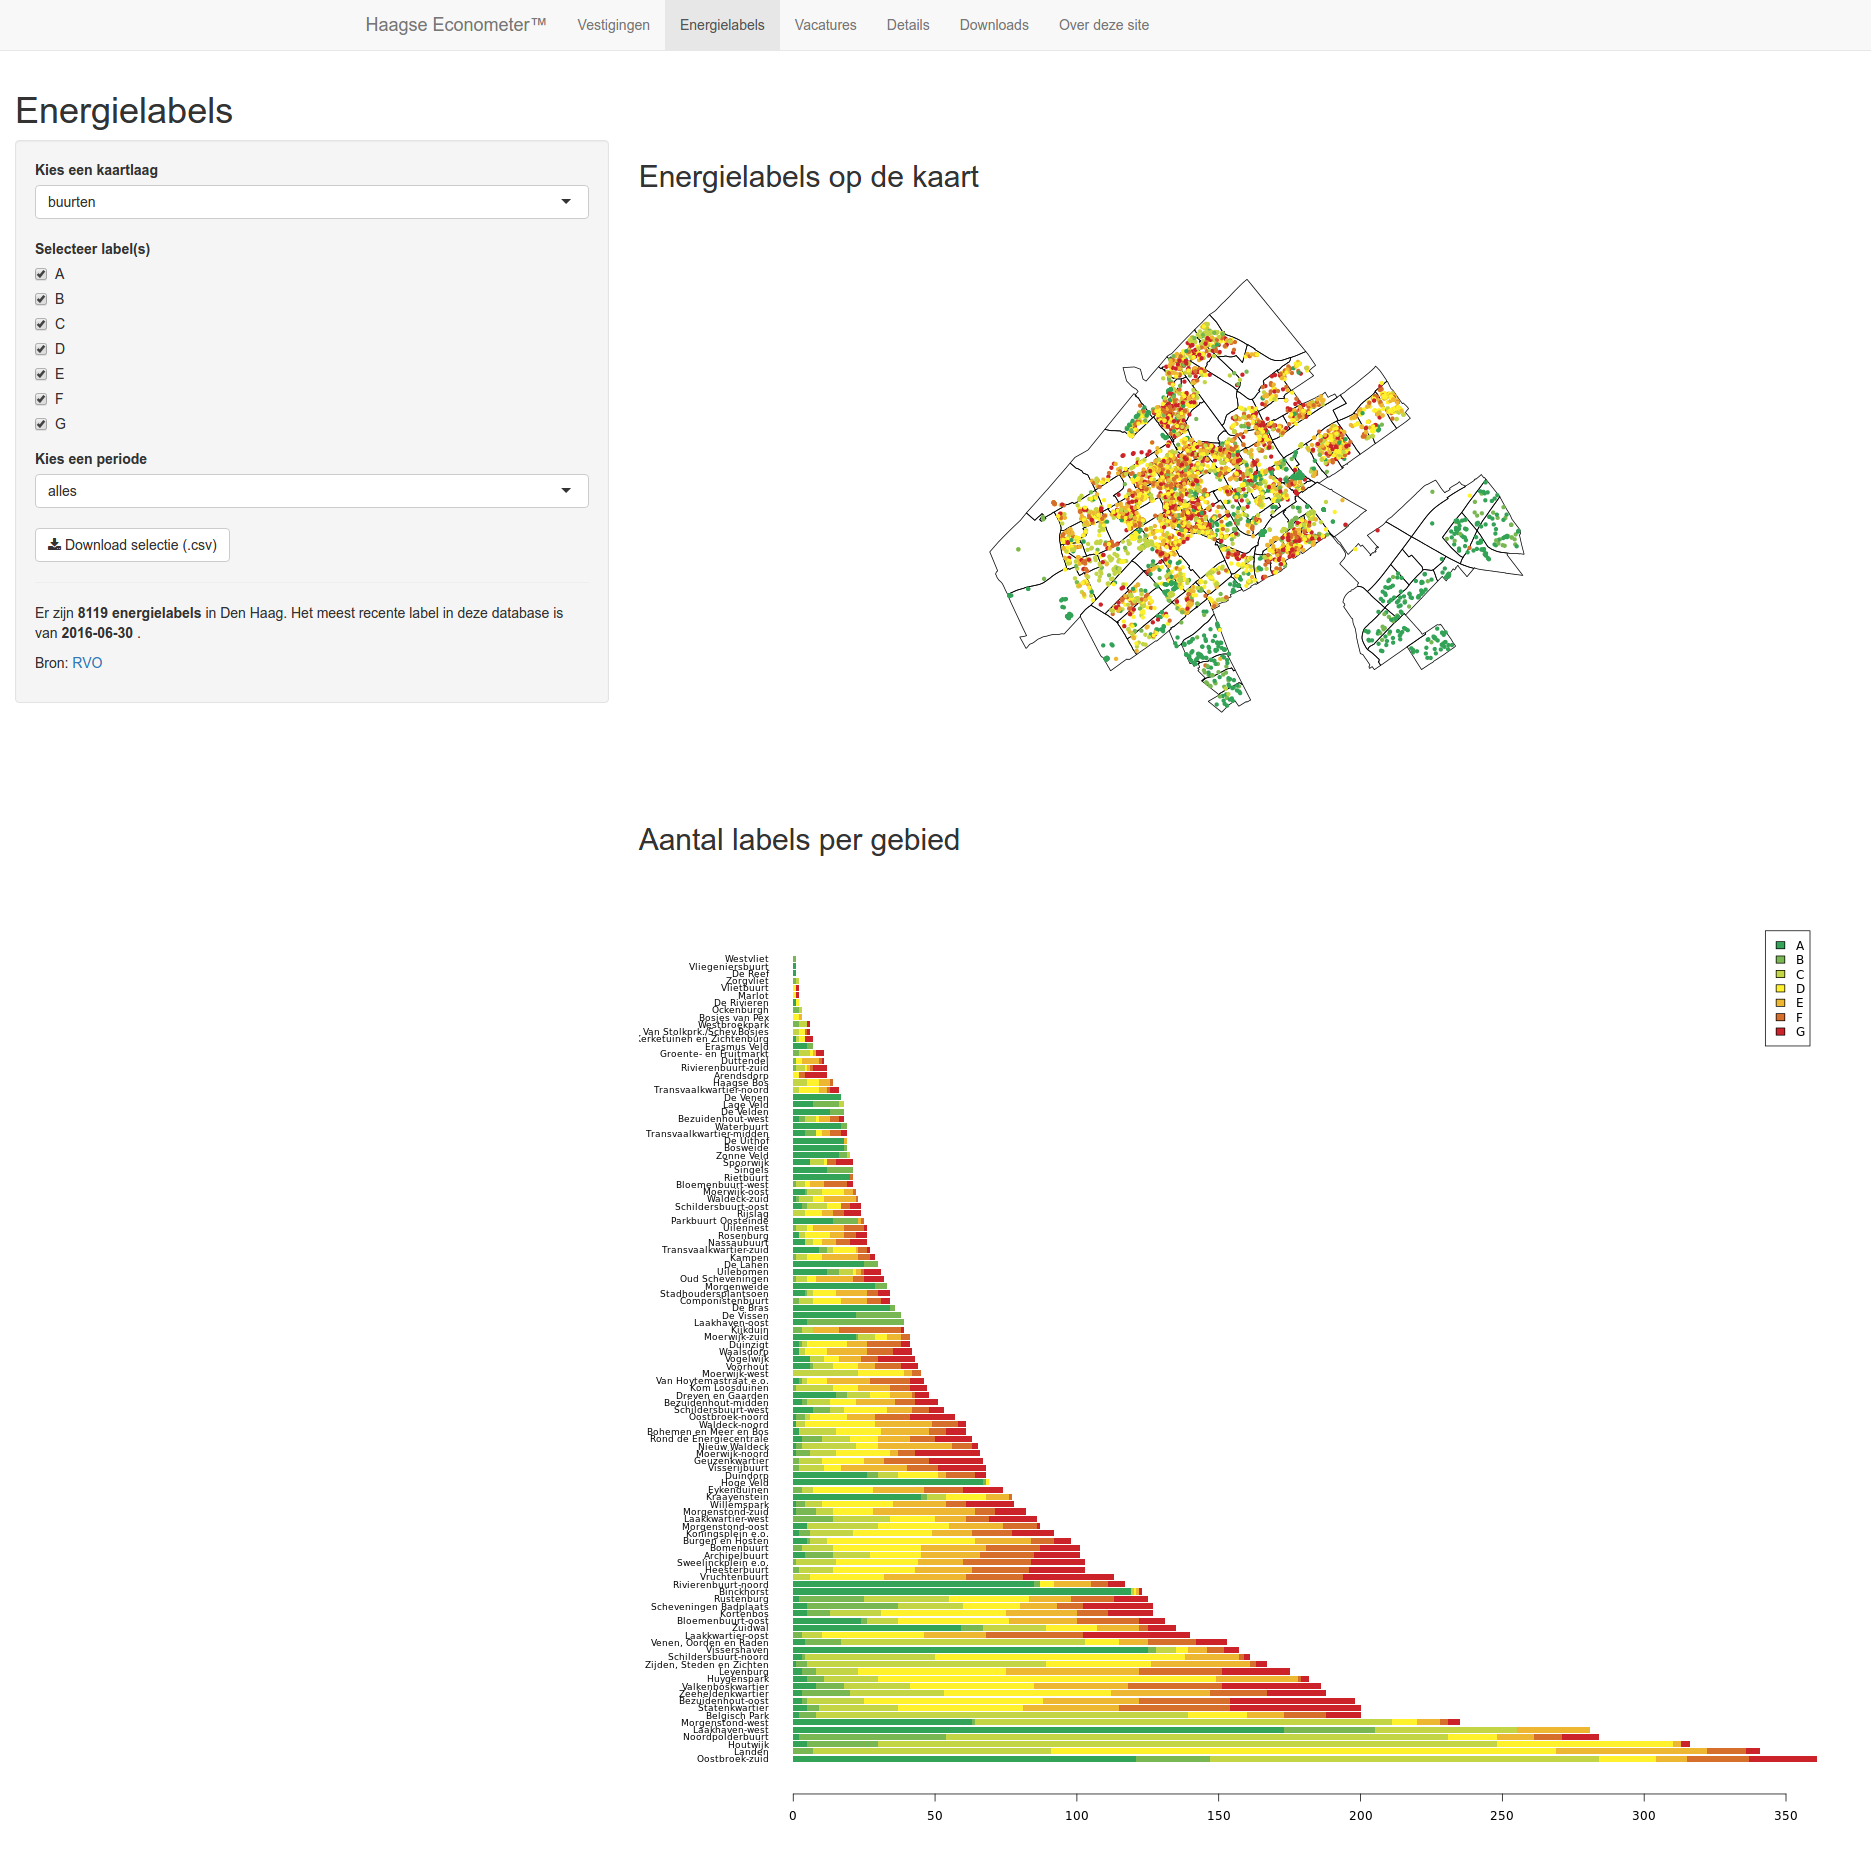 Haagse Econometer™ Vestigingen Energielabels Vacatures Details Downloads Over deze site
Energielabels
Kies een kaartlaag
buurten
Selecteer label(s)
A
B
C
D
E
F
G
Kies een periode
alles
Download selectie (.csv)
Er zijn 8119 energielabels in Den Haag. Het meest recente label in deze database is
van 2016-06-30 .
Bron: RVO
Energielabels op de kaart
Aantal labels per gebied
A
B
C
D
E
F
G
Westvliet
Vliegeniersbuurt
De Reef
Zorgvliet
Vlietbuurt
Marlot
De Rivieren
Ockenburgh
Bosjes van Pex
Westbroekpark
Van Stolkprk./Schev.Bosjes
Kerketuinen en Zichtenburg
Erasmus Veld
Groente- en Fruitmarkt
Duttendel
Rivierenbuurt-zuid
Arendsdorp
Haagse Bos
Transvaalkwartier-noord
De Venen
Lage Veld
De Velden
Bezuidenhout-west
Waterbuurt
Transvaalkwartier-midden
De Uithof
Bosweide
Zonne Veld
Spoorwijk
Singels
Rietbuurt
Bloemenbuurt-west
Moerwijk-oost
Waldeck-zuid
Schildersbuurt-oost
Rijslag
Parkbuurt Oosteinde
Uilennest
Rosenburg
Nassaubuurt
Transvaalkwartier-zuid
Kampen
De Lanen
Uilebomen
Oud Scheveningen
Morgenweide
Stadhoudersplantsoen
Componistenbuurt
De Bras
De Vissen
Laakhaven-oost
Kijkduin
Moerwijk-zuid
Duinzigt
Waalsdorp
Vogelwijk
Voorhout
Moerwijk-west
Van Hoytemastraat e.o.
Kom Loosduinen
Dreven en Gaarden
Bezuidenhout-midden
Schildersbuurt-west
Oostbroek-noord
Waldeck-noord
Bohemen en Meer en Bos
Rond de Energiecentrale
Nieuw Waldeck
Moerwijk-noord
Geuzenkwartier
Visserijbuurt
Duindorp
Hoge Veld
Eykenduinen
Kraayenstein
Willemspark
Morgenstond-zuid
Laakkwartier-west
Morgenstond-oost
Koningsplein e.o.
Burgen en Horsten
Bomenbuurt
Archipelbuurt
Sweelinckplein e.o.
Heesterbuurt
Vruchtenbuurt
Rivierenbuurt-noord
Binckhorst
Rustenburg
Scheveningen Badplaats
Kortenbos
Bloemenbuurt-oost
Zuidwal
Laakkwartier-oost
Venen, Oorden en Raden
Vissershaven
Schildersbuurt-noord
Zijden, Steden en Zichten
Leyenburg
Huygenspark
Valkenboskwartier
Zeeheldenkwartier
Bezuidenhout-oost
Statenkwartier
Belgisch Park
Morgenstond-west
Laakhaven-west
Noordpolderbuurt
Houtwijk
Landen
Oostbroek-zuid
0 50 100 150 200 250 300 350